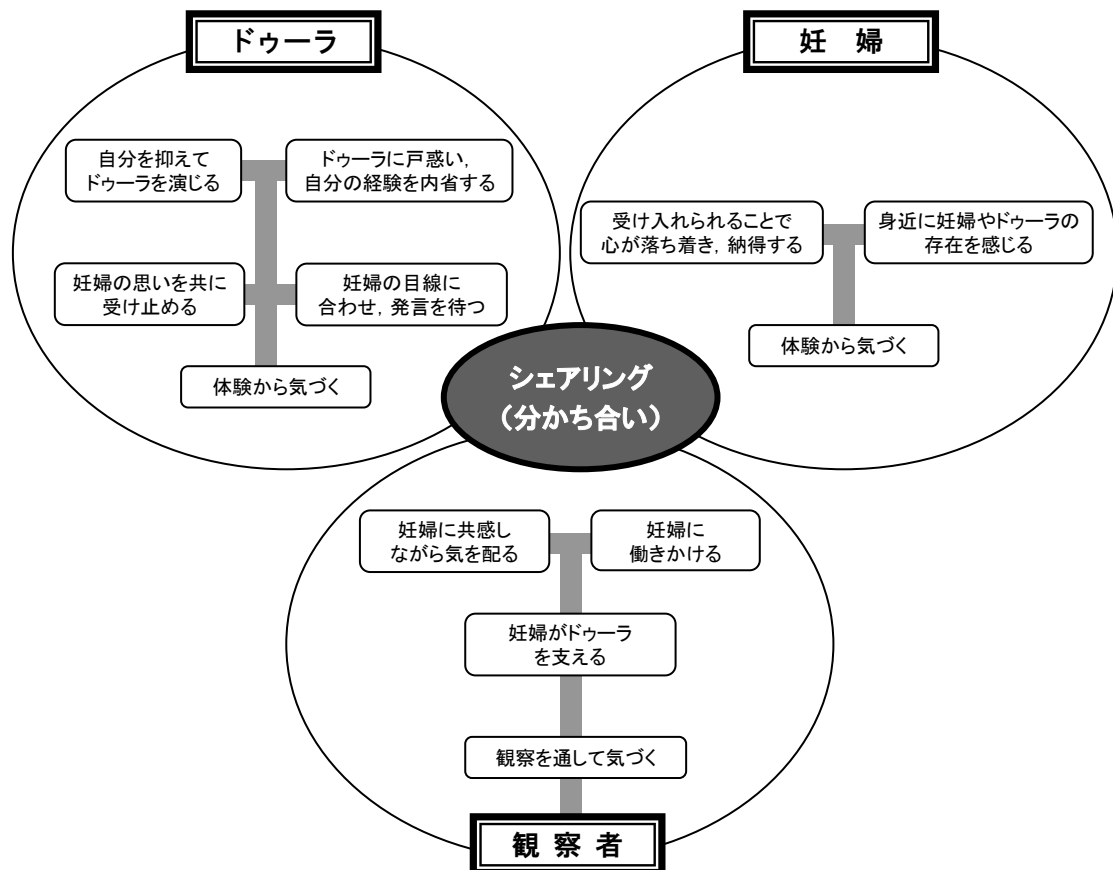 ドゥーラ
自分を抑えて
ドゥーラを演じる
ドゥーラに戸惑い,
自分の経験を内省する
妊婦の思いを共に
受け止める
妊婦の目線に
合わせ, 発言を待つ
体験から気づく
妊 婦
受け入れられることで
心が落ち着き, 納得する
身近に妊婦やドゥーラの
存在を感じる
体験から気づく
シェアリング
（分かち合い）
妊婦に共感し
ながら気を配る
妊婦に
働きかける
妊婦がドゥーラ
を支える
観察を通して気づく
観 察 者